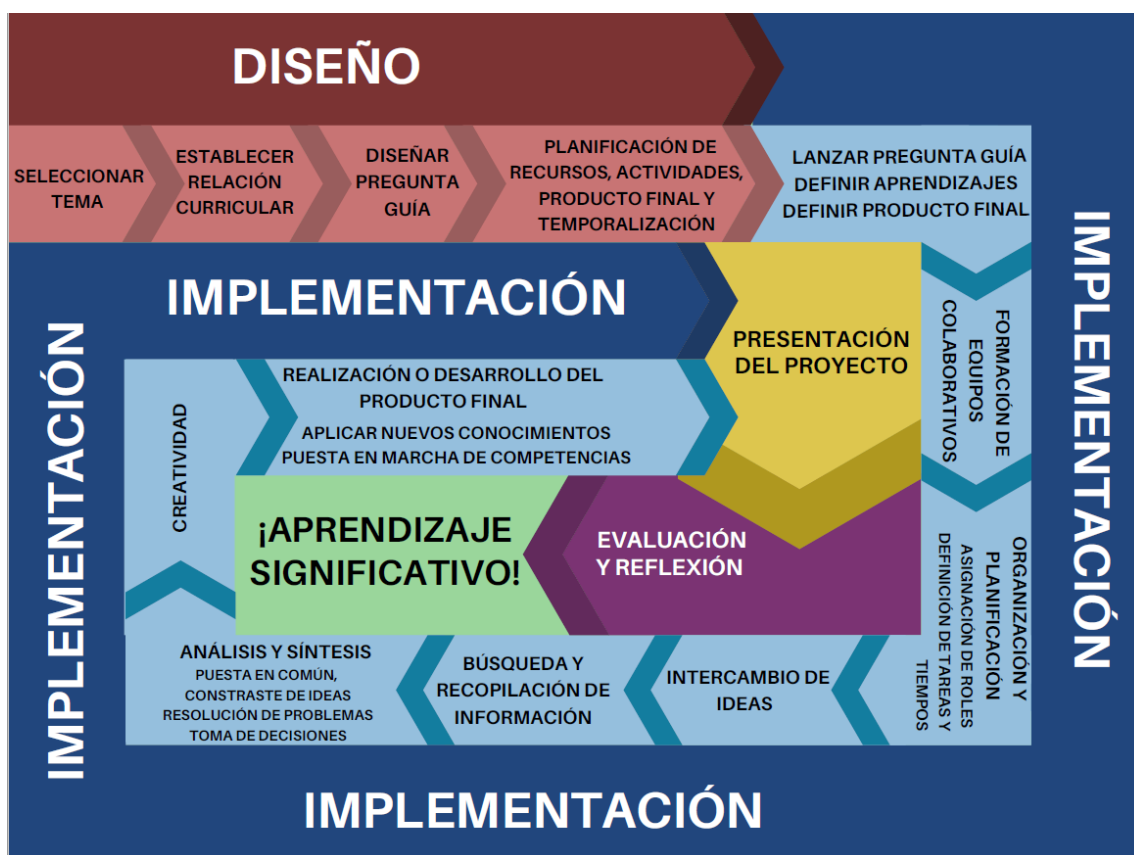 DISEÑO
SELECCIONAR
TEMA
ESTABLECER
RELACIÓN
CURRICULAR
DISEÑAR
PREGUNTA
GUÍA
PLANIFICACIÓN DE
RECURSOS, ACTIVIDADES,
PRODUCTO FINAL Y
TEMPORALIZACIÓN
LANZAR PREGUNTA GUÍA
DEFINIR APRENDIZAJES
DEFINIR PRODUCTO FINAL
IMPLEMENTACIÓN
FORMACIÓN DE
EQUIPOS
COLABORATIVOS
ORGANIZACIÓN Y
PLANIFICACIÓN
ASIGNACIÓN DE ROLES
DEFINICIÓN DE TAREAS Y
TIEMPOS
INTERCAMBIO DE
IDEAS
BÚSQUEDA Y
RECOPILACIÓN DE
INFORMACIÓN
IMPLEMENTACIÓN
ANÁLISIS Y SÍNTESIS
PUESTA EN COMÚN,
CONSTRASTE DE IDEAS
RESOLUCIÓN DE PROBLEMAS
TOMA DE DECISIONES
IMPLEMENTACIÓN
CREATIVIDAD
IMPLEMENTACIÓN
REALIZACIÓN O DESARROLLO DEL
PRODUCTO FINAL
APLICAR NUEVOS CONOCIMIENTOS
PUESTA EN MARCHA DE COMPETENCIAS
PRESENTACIÓN
DEL PROYECTO
EVALUACIÓN
Y REFLEXIÓN
¡APRENDIZAJE
SIGNIFICATIVO!